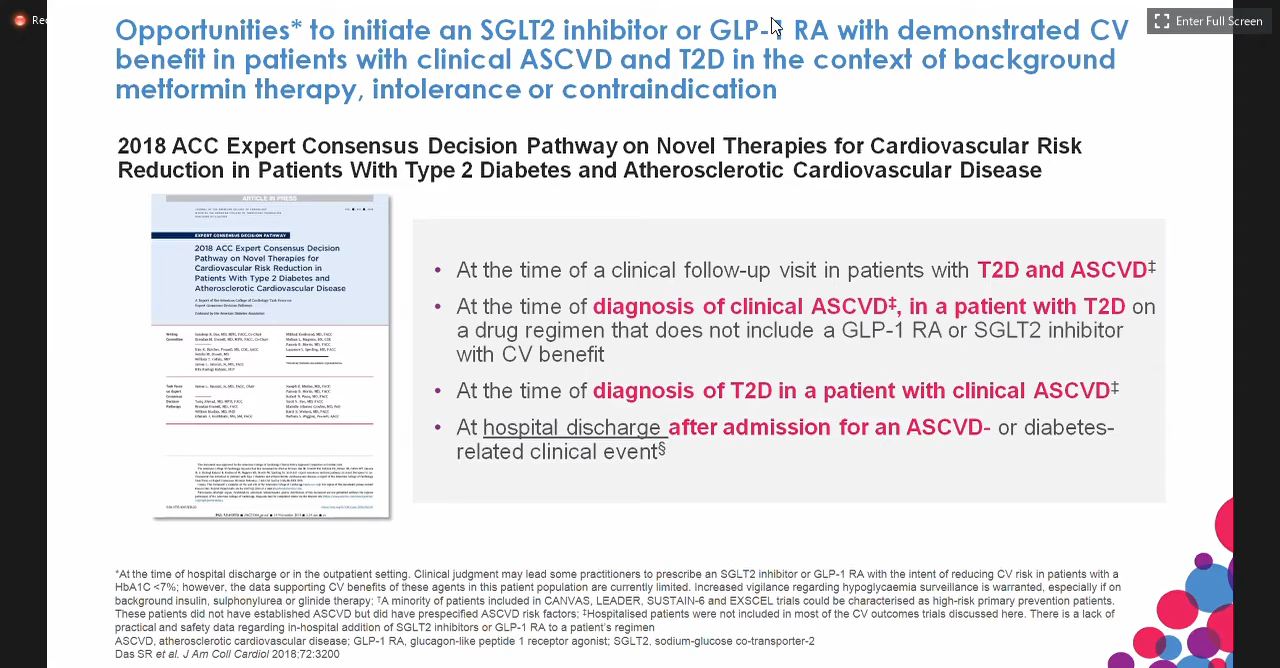 Rec
Enter Full Screen
Opportunities* to initiate an SGLT2 inhibitor or GLP-1 RA with demonstrated CV
benefit in patients with clinical ASCVD and T2D in the context of background
metformin therapy, intolerance or contraindication
2018 ACC Expert Consensus Decision Pathway on Novel Therapies for Cardiovascular Risk
Reduction in Patients With Type 2 Diabetes and Atherosclerotic Cardiovascular Disease
ARTICLE IN PRESS
EXPERT CONSENSUS DECISION PATHWAY
2018 ACC Expert Consensus Decision
Pathway on Novel Therapies for
Cardiovascular Risk Reduction in
Patients With Type 2 Diabetes and
Atherosclerotic Cardiovascular Disease
• At the time of a clinical follow-up visit in patients with T2D and ASCVD‡
• At the time of diagnosis of clinical ASCVD‡, in a patient with T2D on
a drug regimen that does not include a GLP-1 RA or SGLT2 inhibitor
with CV benefit
• At the time of diagnosis of T2D in a patient with clinical ASCVD‡
• At hospital discharge after admission for an ASCVD- or diabetes-
related clinical event§
*At the time of hospital discharge or in the outpatient setting. Clinical judgment may lead some practitioners to prescribe an SGLT2 inhibitor or GLP-1 RA with the intent of reducing CV risk in patients with a
HbA1C <7%; however, the data supporting CV benefits of these agents in this patient population are currently limited. Increased vigilance regarding hypoglycaemia surveillance is warranted, especially if on
background insulin, sulphonylurea or glinide therapy; †A minority of patients included in CANVAS, LEADER, SUSTAIN-6 and EXSCEL trials could be characterised as high-risk primary prevention patients.
These patients did not have established ASCVD but did have prespecified ASCVD risk factors; ‡Hospitalised patients were not included in most of the CV outcomes trials discussed here. There is a lack of
practical and safety data regarding in-hospital addition of SGLT2 inhibitors or GLP-1 RA to a patient's regimen
ASCVD, atherosclerotic cardiovascular disease; GLP-1 RA, glucagon-like peptide 1 receptor agonist; SGLT2, sodium-glucose co-transporter-2
Das SR et al. J Am Coll Cardiol 2018;72:3200